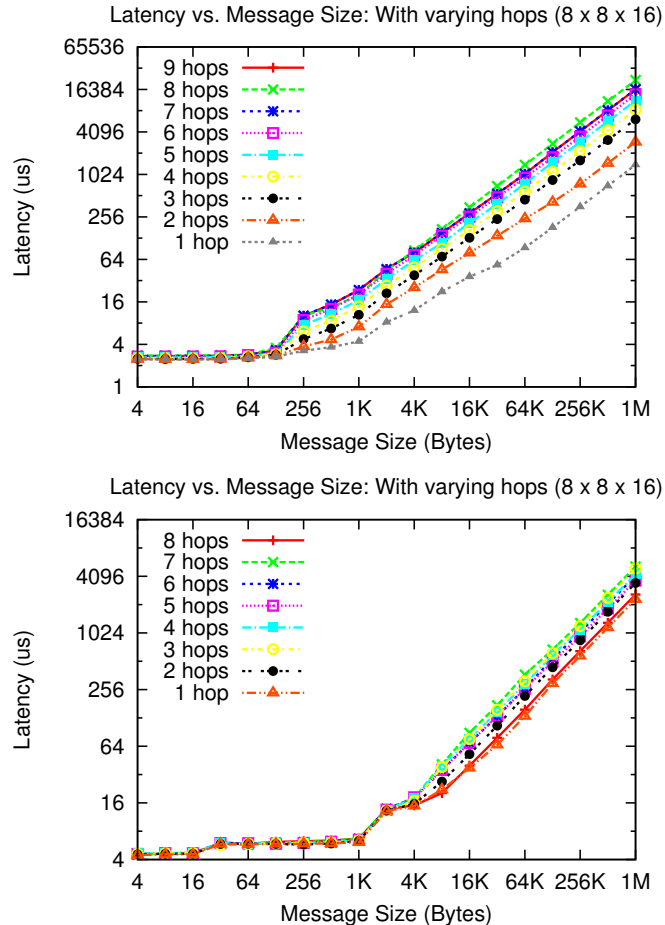 Latency vs. Message Size: With varying hops (8 x 8 x 16)
65536
16384
4096
1024
256
64
16
4
1
Latency (us)
9 hops
8 hops
7 hops
6 hops
5 hops
4 hops
3 hops
2 hops
1 hop
4 16 64 256 1K 4K 16K 64K 256K 1M
Message Size (Bytes)
Latency vs. Message Size: With varying hops (8 x 8 x 16)
16384
4096
1024
256
64
16
4
Latency (us)
8 hops
7 hops
6 hops
5 hops
4 hops
3 hops
2 hops
1 hop
4 16 64 256 1K 4K 16K 64K 256K 1M
Message Size (Bytes)